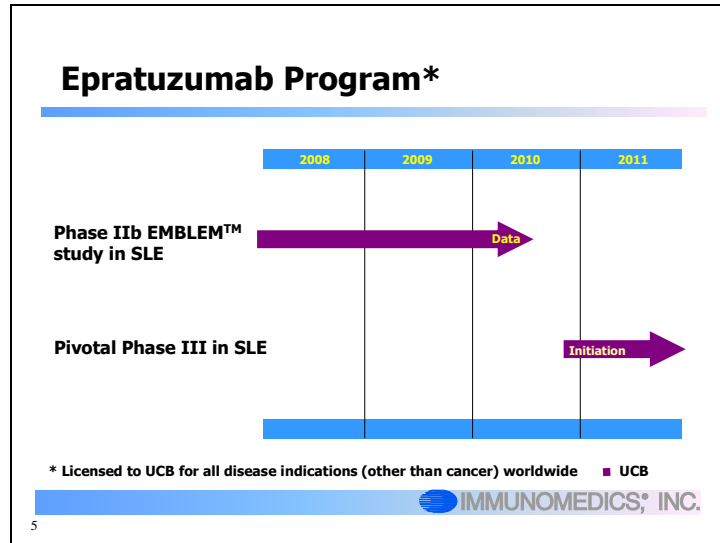 Epratuzumab Program*
2008 2009 2010 2011
Phase IIb EMBLEM™
study in SLE
Data
Pivotal Phase III in SLE
Initiation
* Licensed to UCB for all disease indications (other than cancer) worldwide ■ UCB
IMMUNOMEDICS, INC.
5